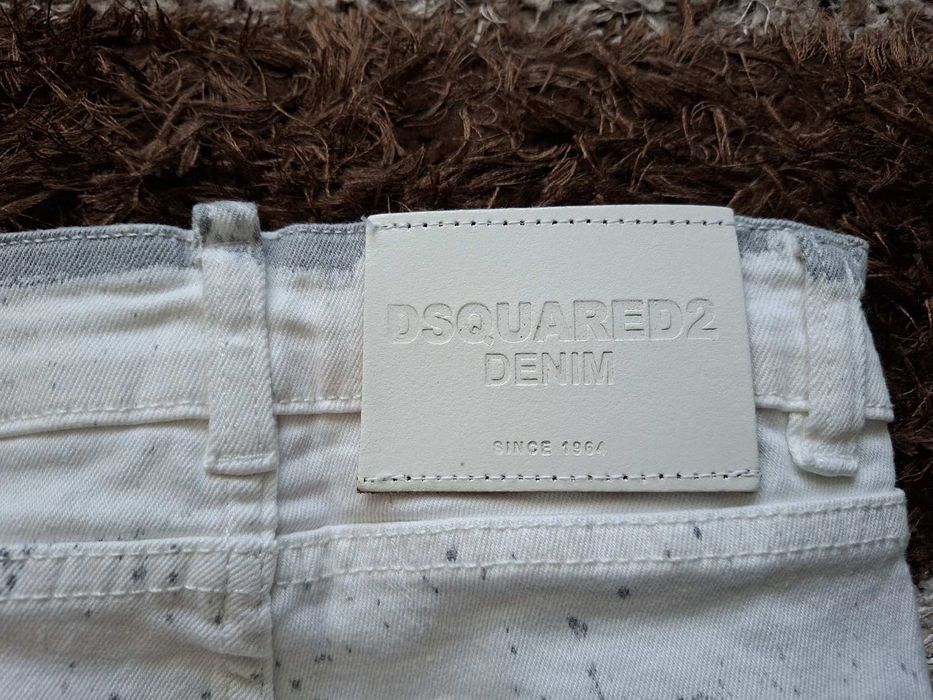 DSQUARED2
DENIM
SINCE 1964